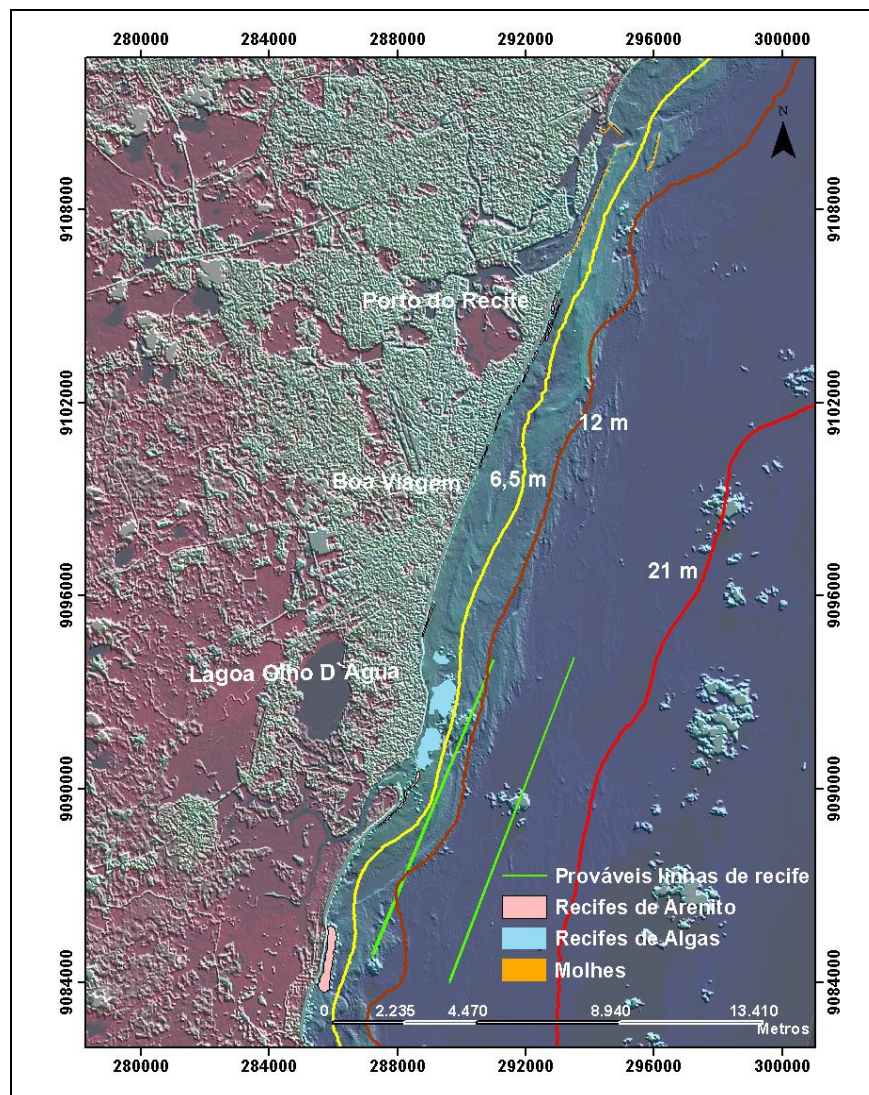 280000 284000 288000 292000 296000 300000
N
9108000 9108000
Porto do Recife
9102000 9102000
12 m
Boa Viagem
6,5 m
21 m
9096000 9096000
Lagoa Olho D`Água
9090000 9090000
Prováveis linhas de recife
Recifes de Arenito
Recifes de Algas
Molhes
9084000 9084000
0 2.235 4.470 8.940 13.410
Metros
280000 284000 288000 292000 296000 300000